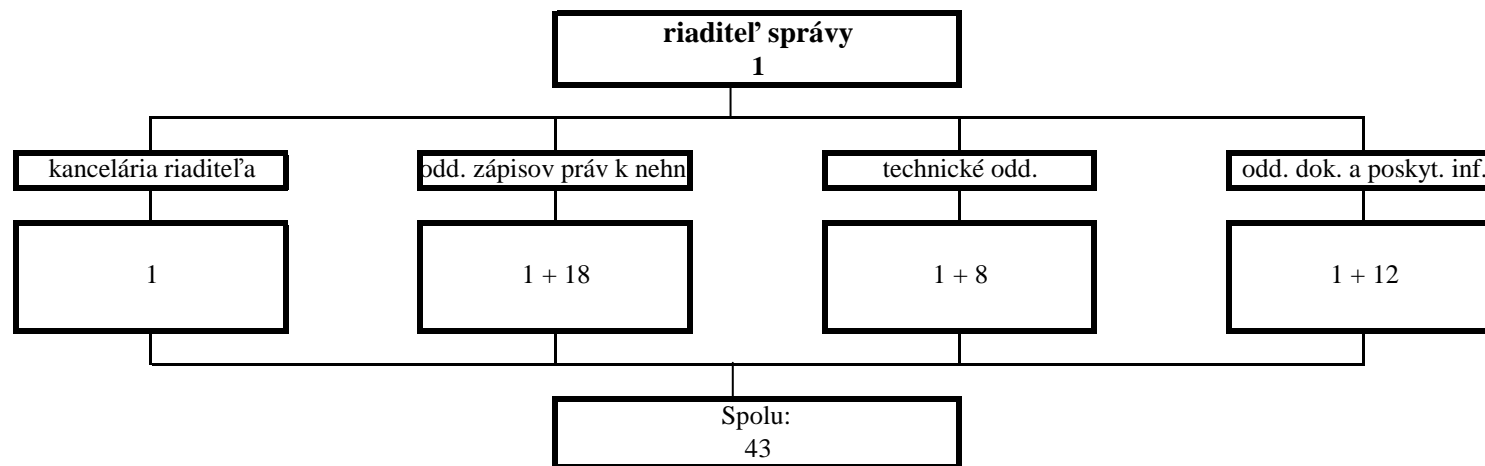 riaditeľ správy
1
kancelária riaditeľa
odd. zápisov práv k nehn
technické odd.
odd. dok. a poskyt. inf.
1
1 + 18
1 + 8
1 + 12
Spolu:
43